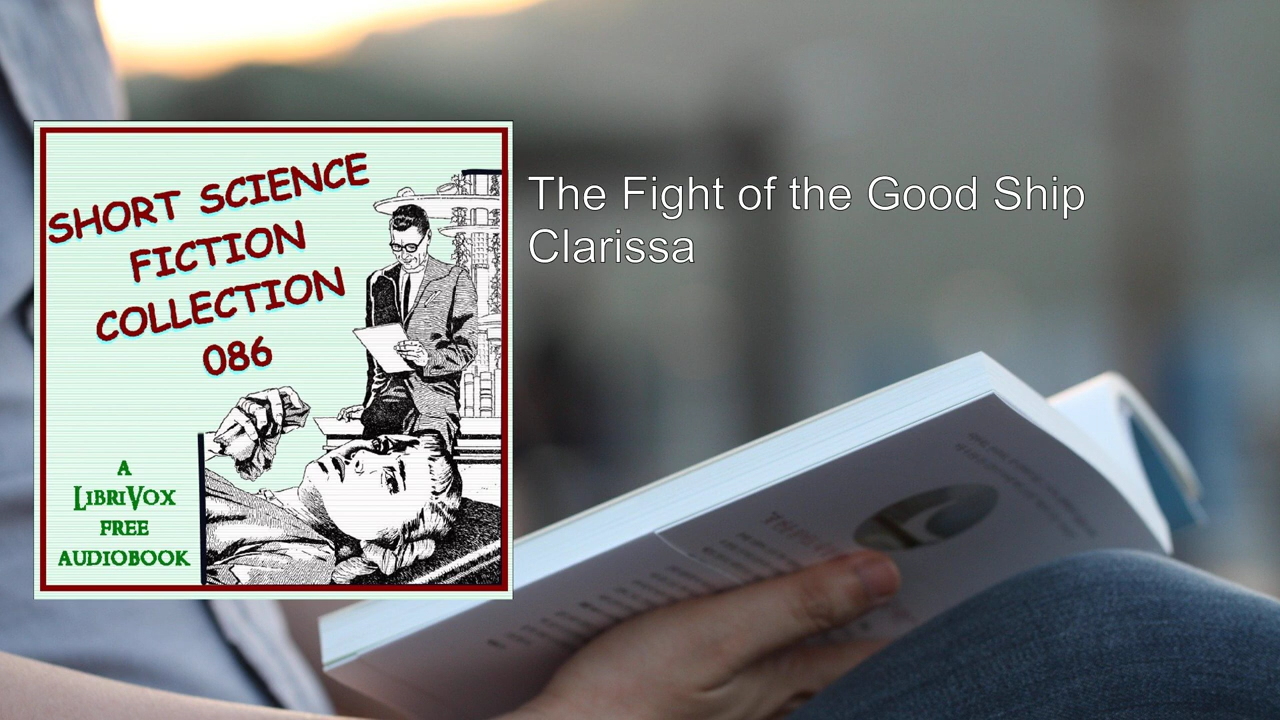 SHORT SCIENCE
FICTION
COLLECTION
086
A
LIBRIVOX
FREE
AUDIOBOOK
The Fight of the Good Ship
Clarissa